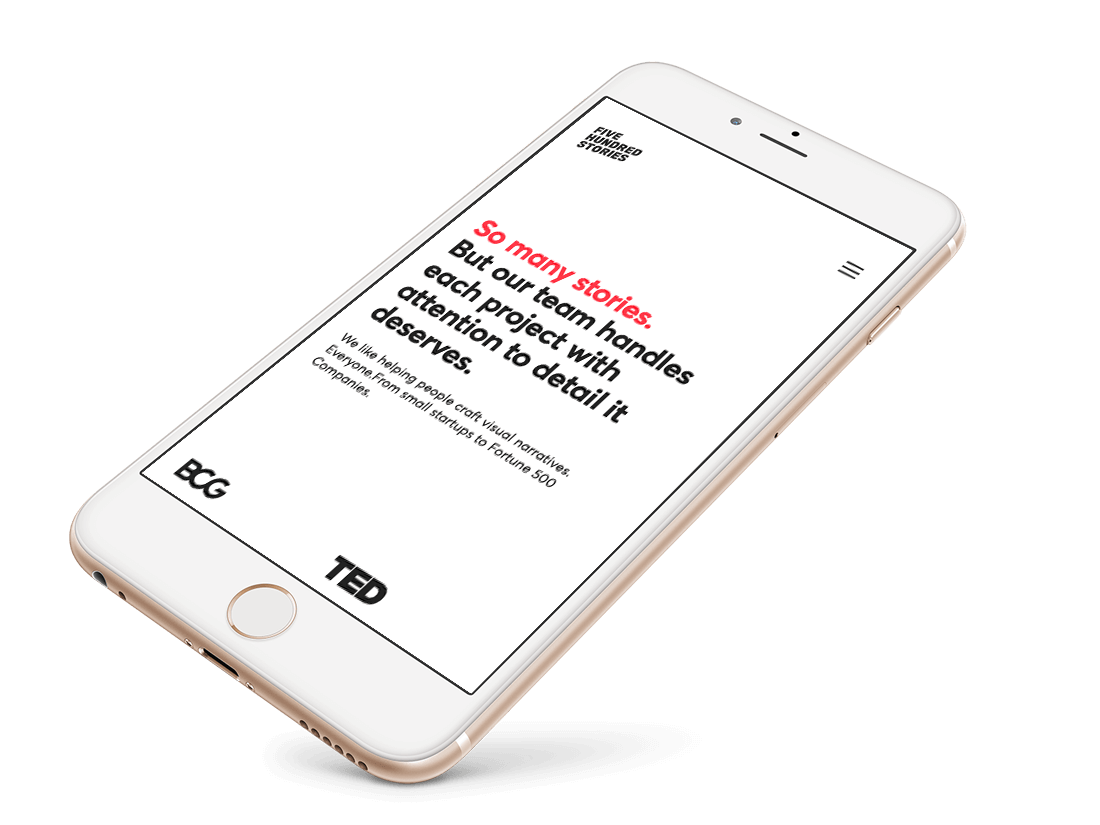 FIVE
HUNDRED
STORIES
So many stories.
But our team handles
each project with
attention to detail it
deserves.
We like helping people craft visual narratives.
Everyone.From small startups to Fortune 500
Companies.
BCG
TED